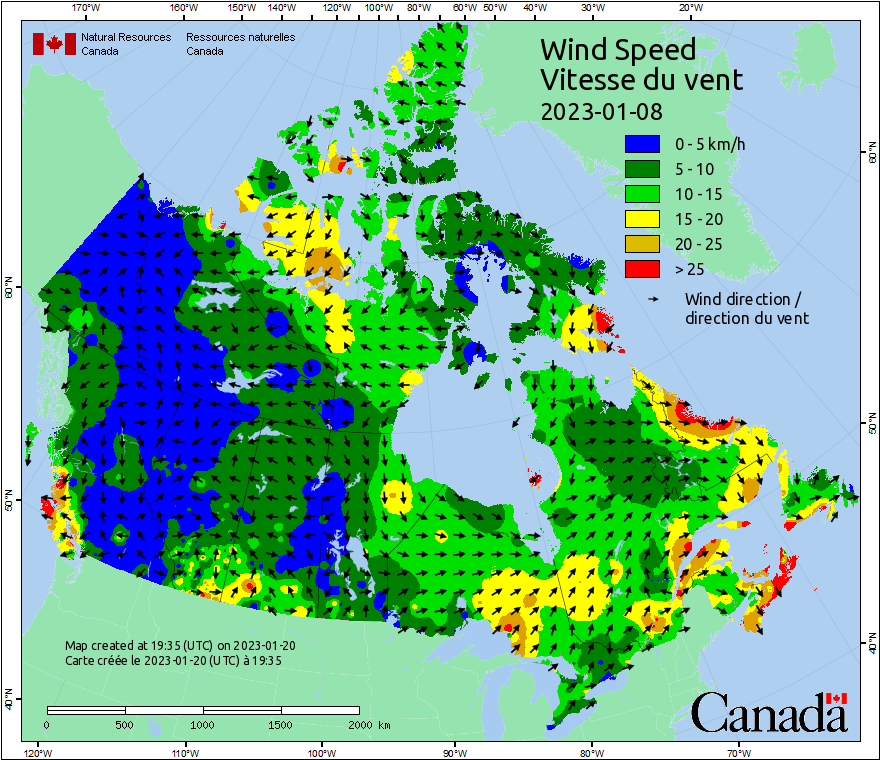 170°W 160°W 150°W 140°W 120°W 100°W 80°W 60°W 50°W 40°W 30°W 20°W
Natural Resources Canada
Ressources naturelles Canada
Wind Speed
Vitesse du vent
2023-01-08
0 - 5 km/h
5 - 10
10 - 15
15 - 20
20 - 25
> 25
Wind direction /
direction du vent
60°N
50°N
40°N
60°N
50°N
40°N
Map created at 19:35 (UTC) on 2023-01-20
Carte créée le 2023-01-20 (UTC) à 19:35
0 500 1000 1500 2000 km
Canada
120°W 110°W 100°W 90°W 80°W 70°W